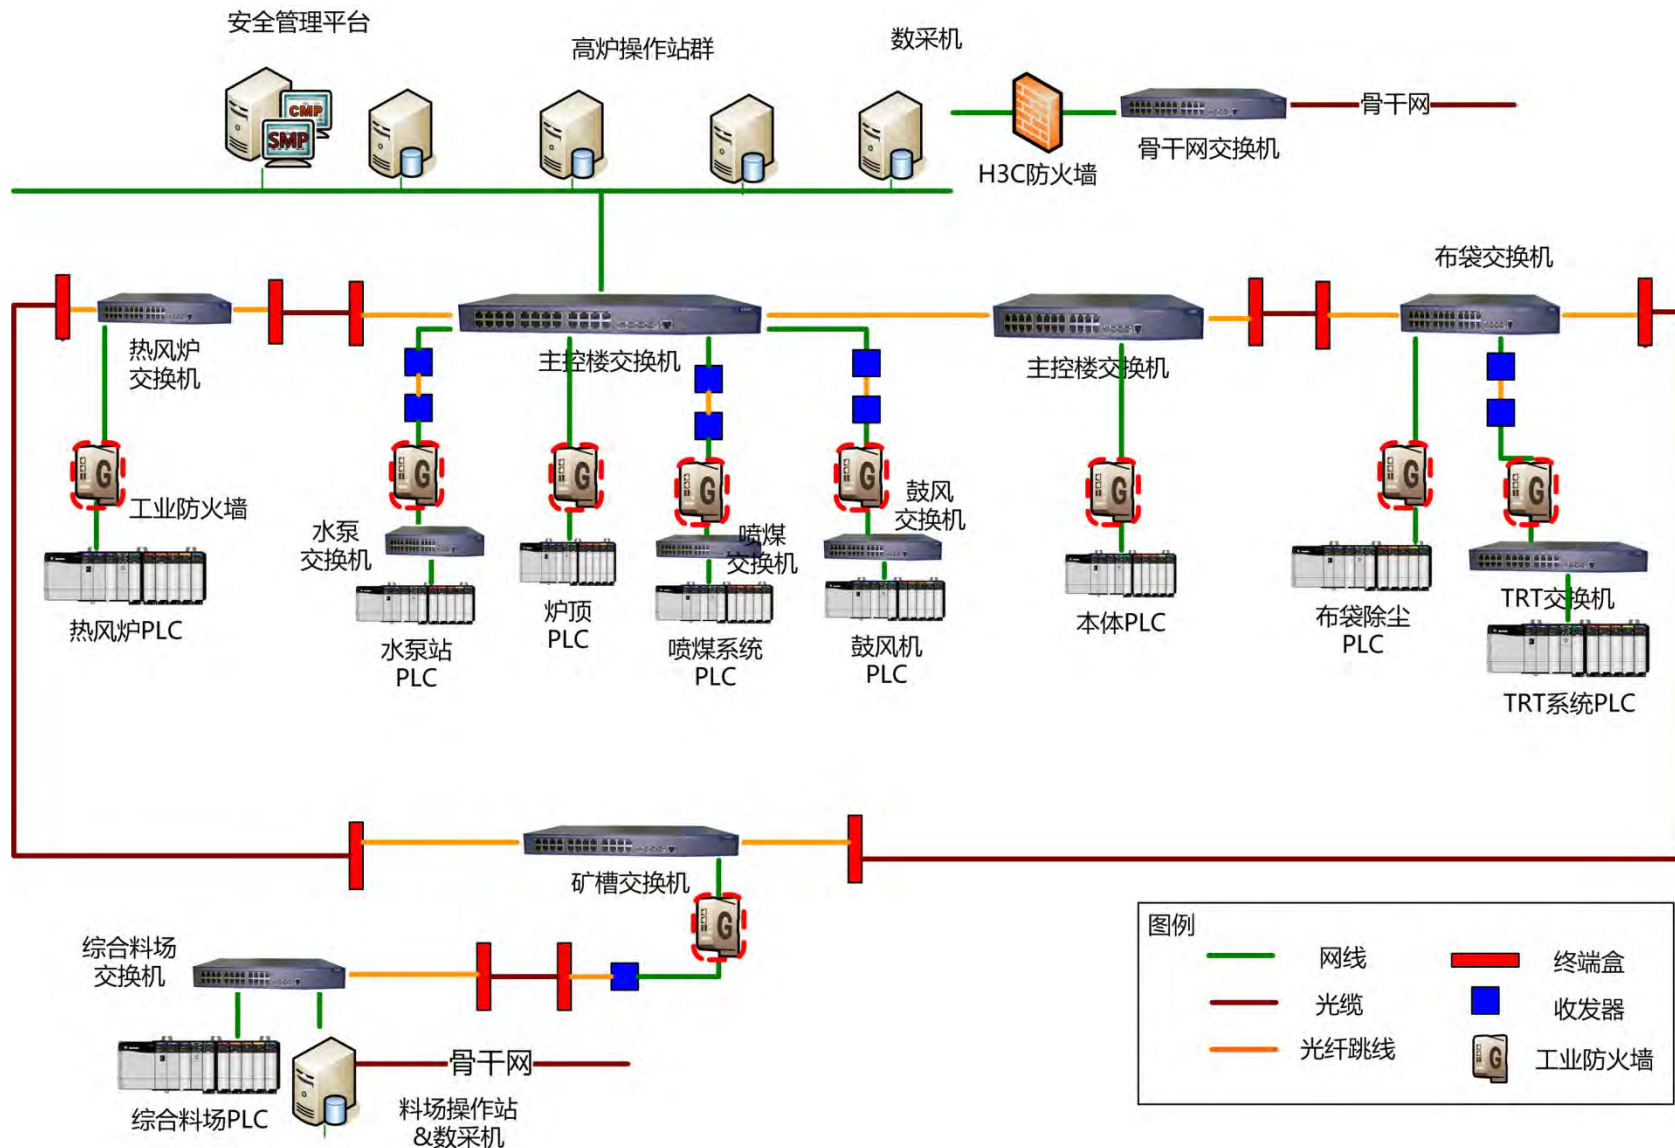 安全管理平台
高炉操作站群
数采机
CMP
SMP
骨干网
H3C防火墙
骨干网交换机
布袋交换机
热风炉
交换机
主控楼交换机
主控楼交换机
G
G
G
G
G
G
G
G
工业防火墙
水泵
交换机
喷煤
交换机
鼓风
交换机
热风炉PLC
水泵站
PLC
炉顶
PLC
喷煤系统
PLC
鼓风机
PLC
本体PLC
布袋除尘
PLC
TRT交换机
TRT系统PLC
矿槽交换机
G
综合料场
交换机
综合料场PLC
骨干网
料场操作站
&数采机
图例
网线
终端盒
光缆
收发器
光纤跳线
G
工业防火墙